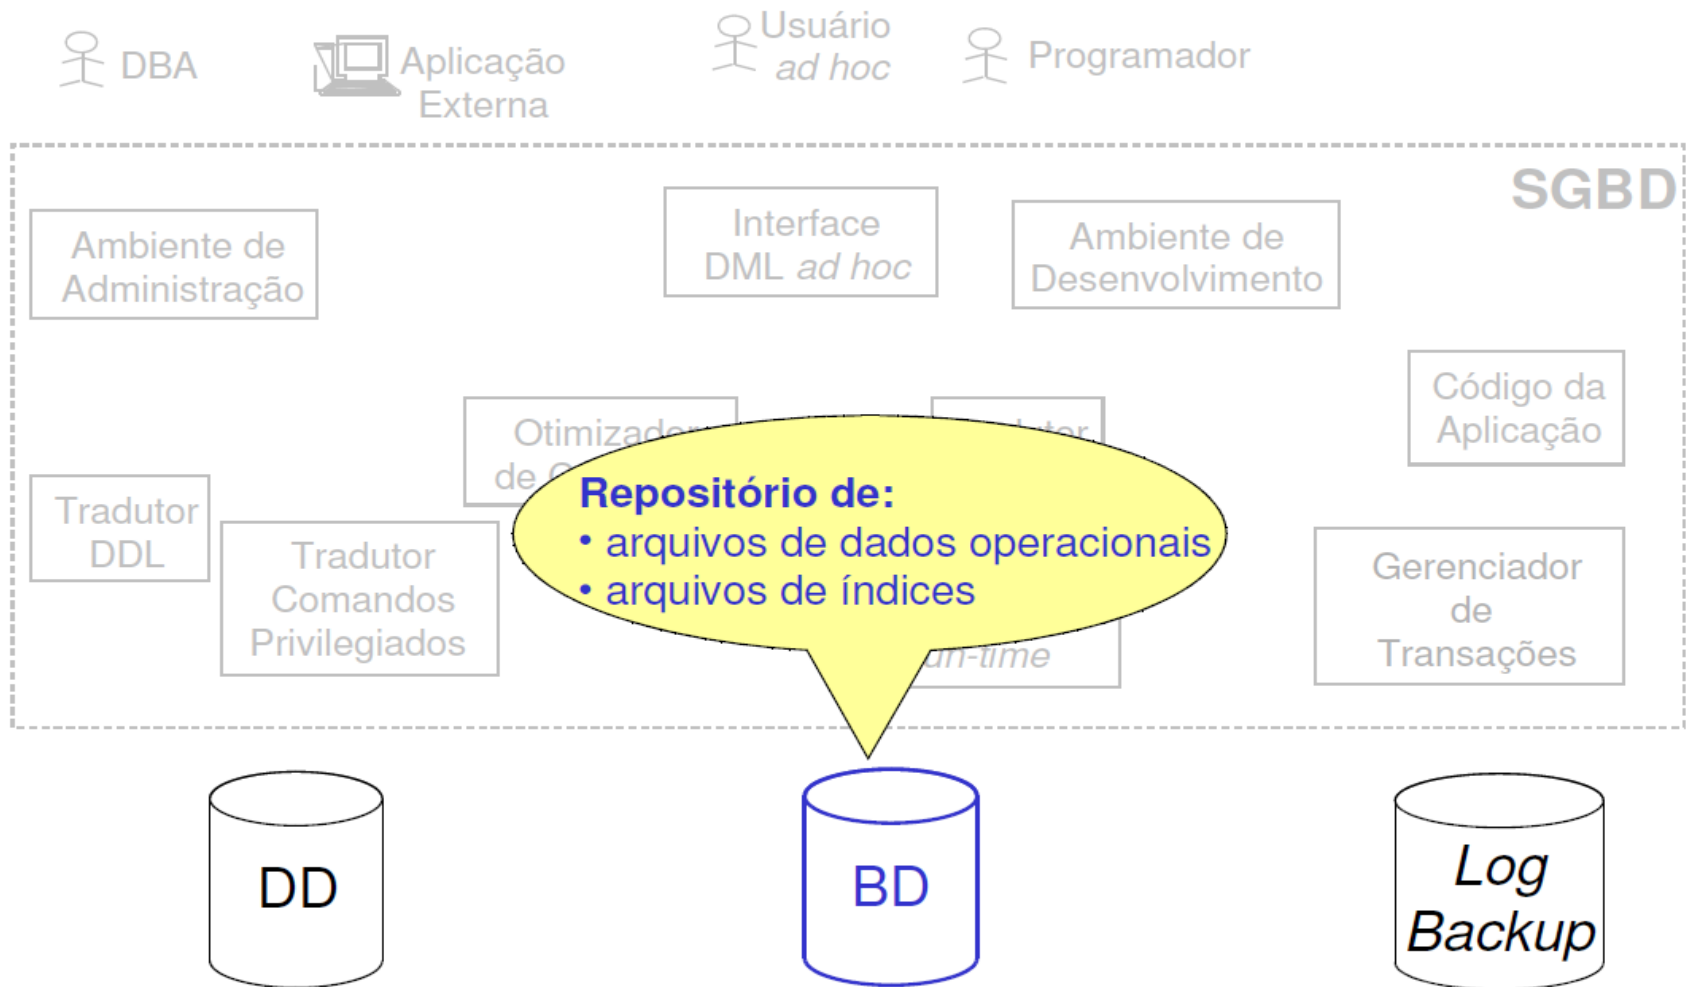 DBA
Aplicação
Externa
Usuário
ad hoc
Programador
SGBD
Ambiente de
Administração
Interface
DML ad hoc
Ambiente de
Desenvolvimento
Código da
Aplicação
Otimizador
de
Tradutor
DDL
Tradutor
Comandos
Privilegiados
Repositório de:
• arquivos de dados operacionais
• arquivos de índices
Gerenciador
de
Transações
DD
BD
Log
Backup